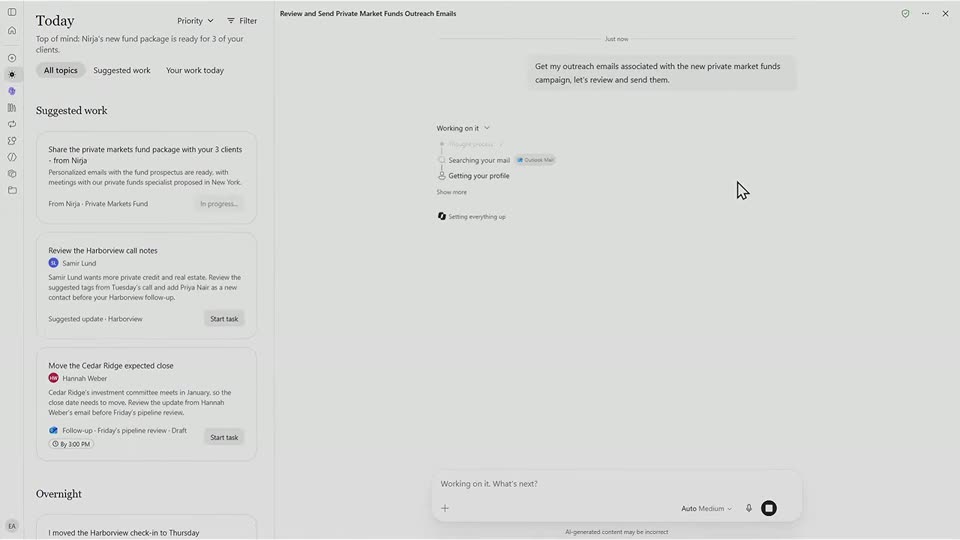 Today
Priority
Filter
Top of mind: Nirja's new fund package is ready for 3 of your
clients.
All topics
Suggested work
Your work today
Suggested work
Share the private markets fund package with your 3 clients
- from Nirja
Personalized emails with the fund prospectus are ready, with
meetings with our private funds specialist proposed in New York.
From Nirja · Private Markets Fund
In progress...
Review the Harborview call notes
SL
Samir Lund
Samir Lund wants more private credit and real estate. Review the
suggested tags from Tuesday's call and add Priya Nair as a new
contact before your Harborview follow-up.
Suggested update · Harborview
Start task
Move the Cedar Ridge expected close
HW
Hannah Weber
Cedar Ridge's investment committee meets in January, so the
close date needs to move. Review the update from Hannah
Weber's email before Friday's pipeline review.
Follow-up · Friday's pipeline review · Draft
By 3:00 PM
Start task
Overnight
I moved the Harborview check-in to Thursday
EA
Review and Send Private Market Funds Outreach Emails
Just now
Get my outreach emails associated with the new private market funds
campaign, let's review and send them.
Working on it
Thought process
Searching your mail
Outlook Mail
Getting your profile
Show more
Setting everything up
Working on it. What's next?
Auto Medium
AI-generated content may be incorrect